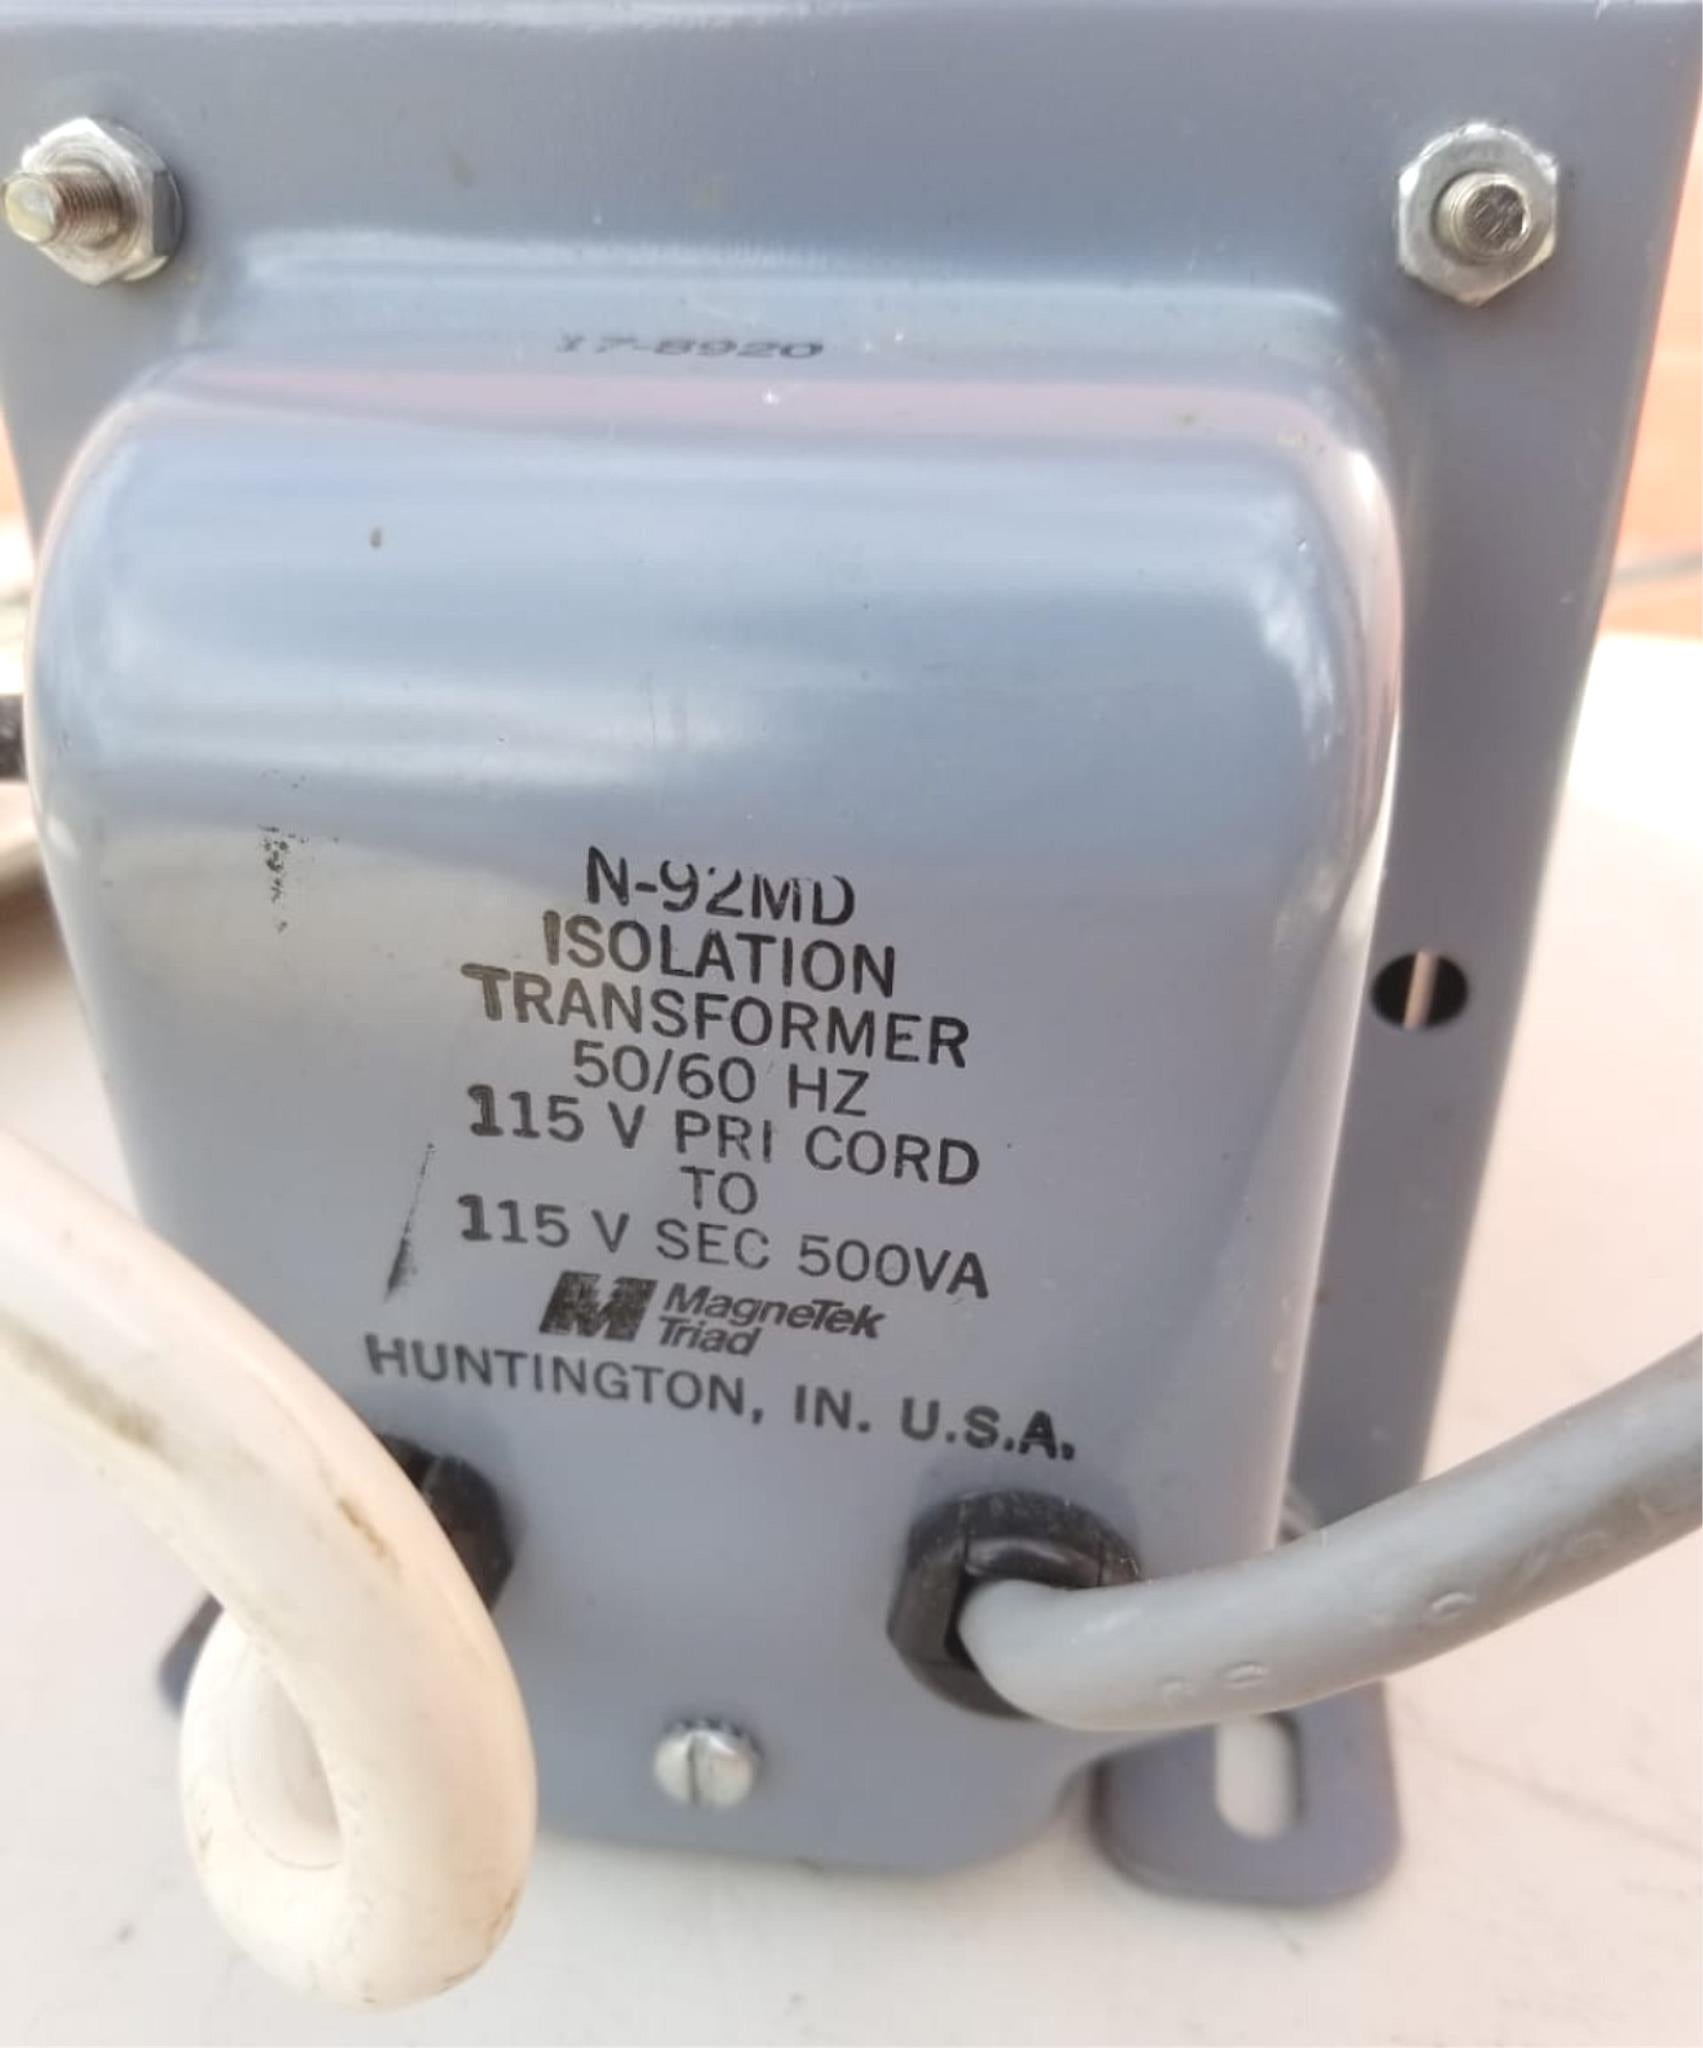 17-8920
N-92MD
ISOLATION
TRANSFORMER
50/60 HZ
115 V PRI CORD
TO
115 V SEC 500VA
M MagneTek
Triad
HUNTINGTON, IN. U.S.A.